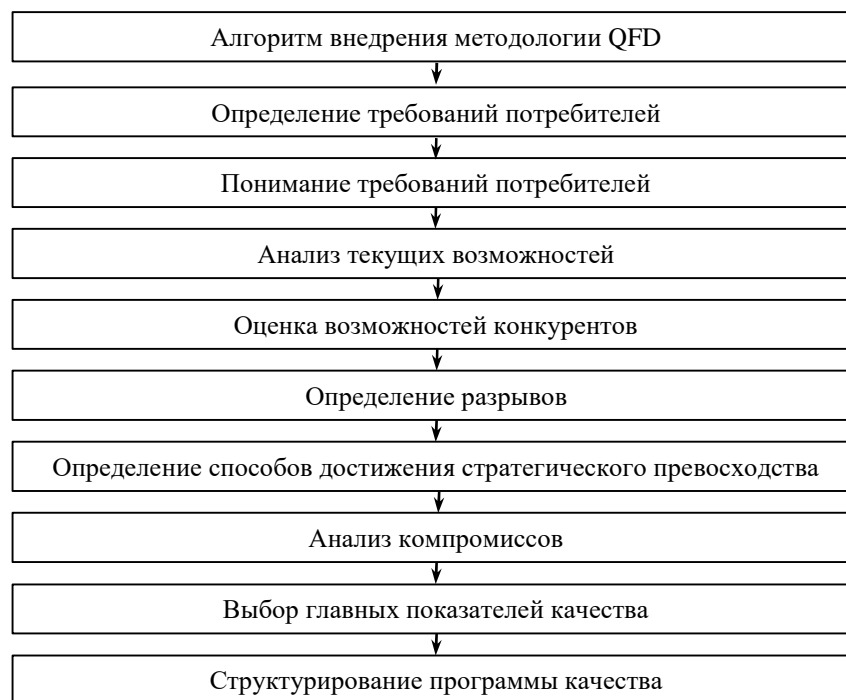 Алгоритм внедрения методологии QFD
Определение требований потребителей
Понимание требований потребителей
Анализ текущих возможностей
Оценка возможностей конкурентов
Определение разрывов
Определение способов достижения стратегического превосходства
Анализ компромиссов
Выбор главных показателей качества
Структурирование программы качества